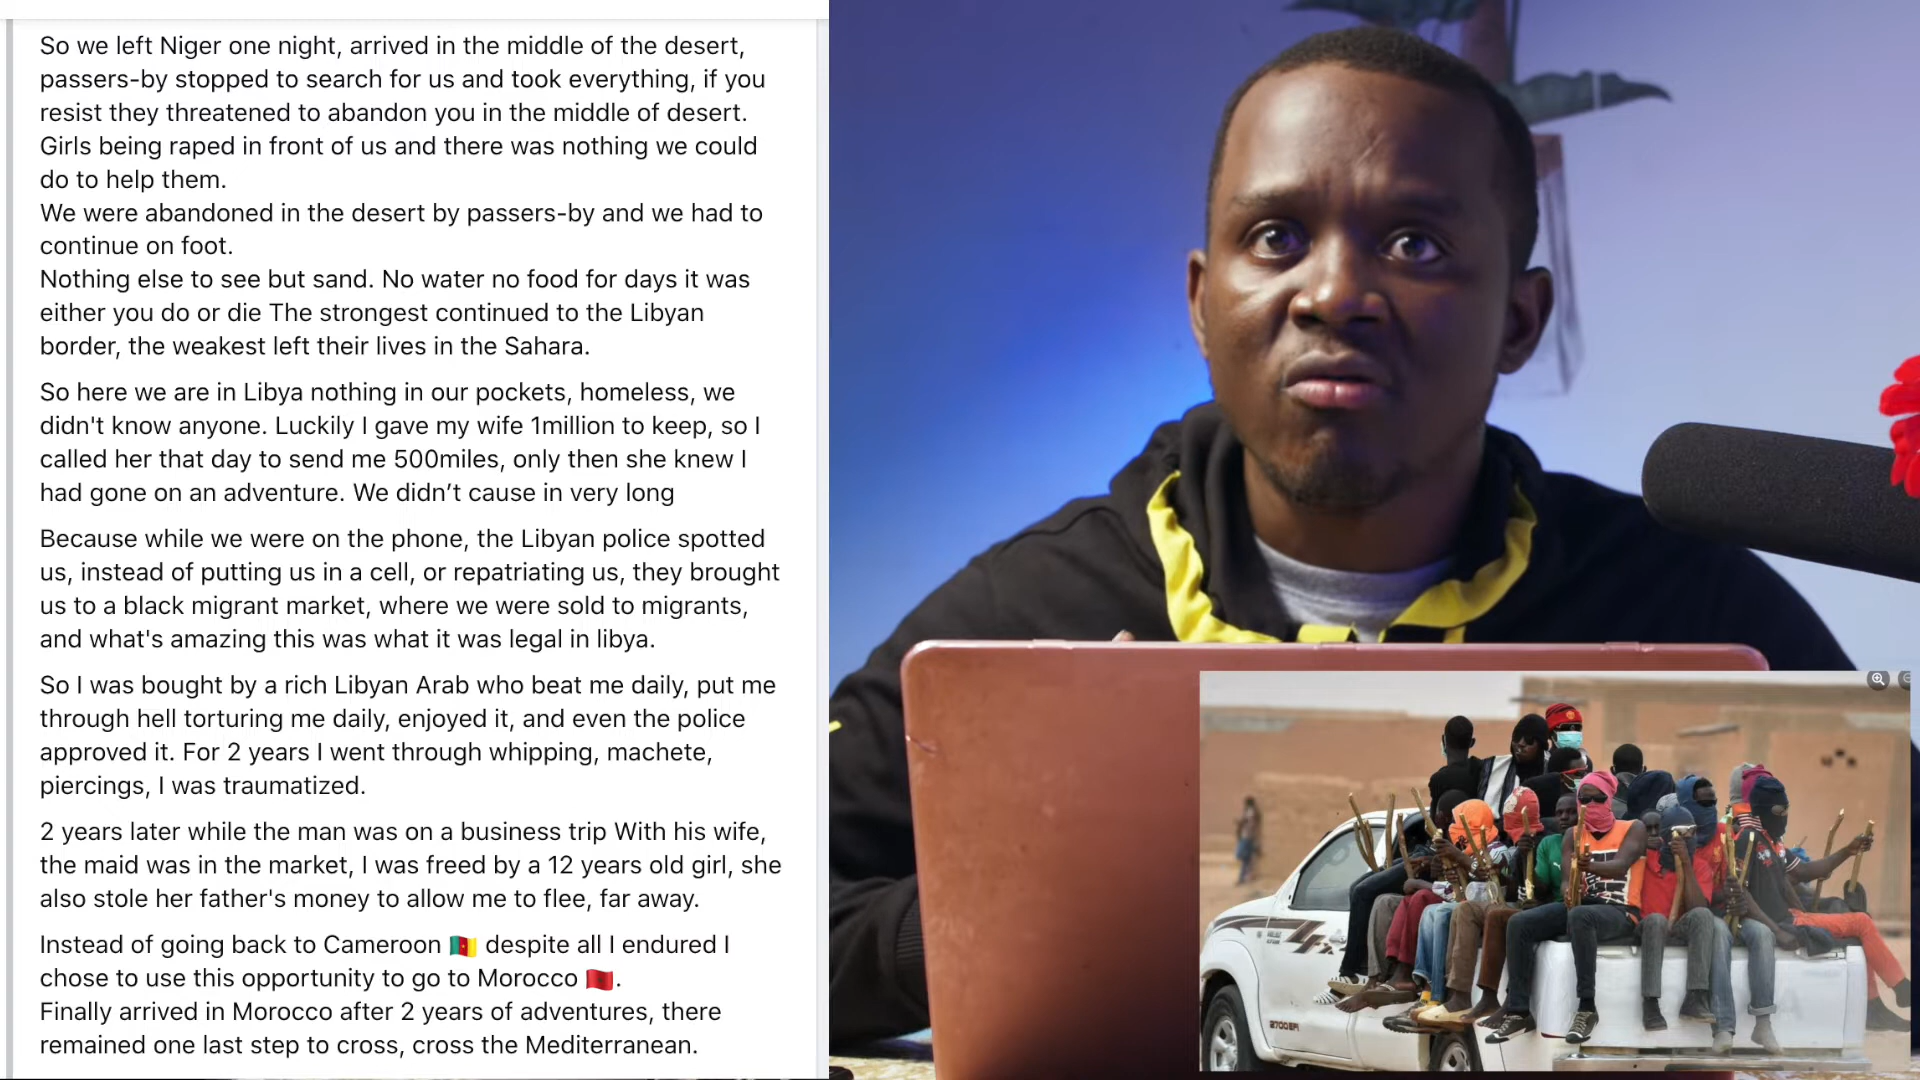 So we left Niger one night, arrived in the middle of the desert,
passers-by stopped to search for us and took everything, if you
resist they threatened to abandon you in the middle of desert.
Girls being raped in front of us and there was nothing we could
do to help them.
We were abandoned in the desert by passers-by and we had to
continue on foot.
Nothing else to see but sand. No water no food for days it was
either you do or die The strongest continued to the Libyan
border, the weakest left their lives in the Sahara.
So here we are in Libya nothing in our pockets, homeless, we
didn't know anyone. Luckily I gave my wife 1million to keep, so I
called her that day to send me 500miles, only then she knew I
had gone on an adventure. We didn’t cause in very long
Because while we were on the phone, the Libyan police spotted
us, instead of putting us in a cell, or repatriating us, they brought
us to a black migrant market, where we were sold to migrants,
and what's amazing this was what it was legal in libya.
So I was bought by a rich Libyan Arab who beat me daily, put me
through hell torturing me daily, enjoyed it, and even the police
approved it. For 2 years I went through whipping, machete,
piercings, I was traumatized.
2 years later while the man was on a business trip With his wife,
the maid was in the market, I was freed by a 12 years old girl, she
also stole her father's money to allow me to flee, far away.
Instead of going back to Cameroon 🇨🇲 despite all I endured I
chose to use this opportunity to go to Morocco 🇲🇦.
Finally arrived in Morocco after 2 years of adventures, there
remained one last step to cross, cross the Mediterranean.
2700 EFI